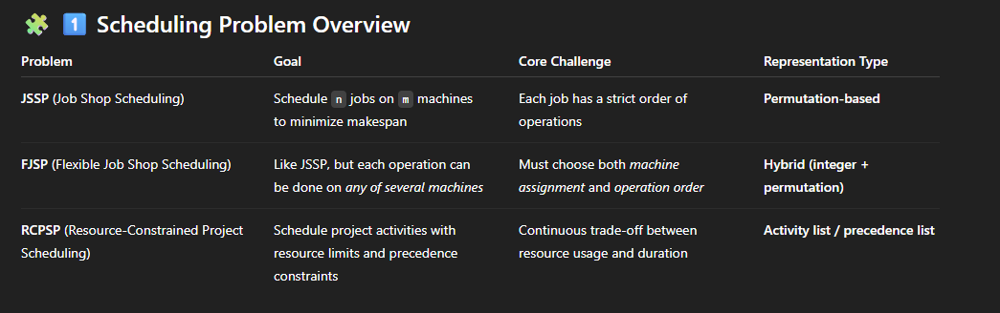 🧩 1️⃣ Scheduling Problem Overview
Problem Goal Core Challenge Representation Type
JSSP (Job Shop Scheduling) Schedule n jobs on m machines Each job has a strict order of Permutation-based
to minimize makespan operations
FJSP (Flexible Job Shop Scheduling) Like JSSP, but each operation can Must choose both machine Hybrid (integer +
be done on any of several machines assignment and operation order permutation)
RCPSP (Resource-Constrained Project Schedule project activities with Continuous trade-off between Activity list / precedence list
Scheduling) resource limits and precedence resource usage and duration
constraints